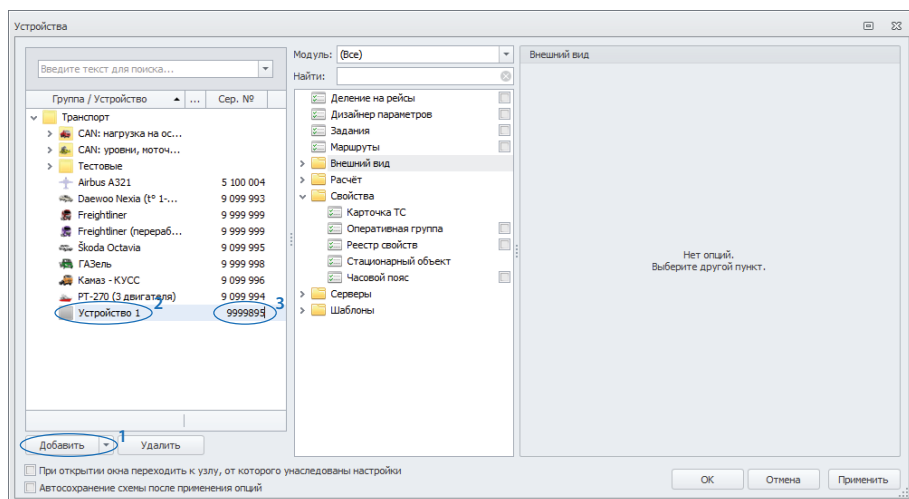 Устройства
Введите текст для поиска...
Группа / Устройство ... Сер. №
Транспорт
CAN: нагрузка на ос...
CAN: уровни, моточ...
Тестовые
Airbus A321 5 100 004
Daewoo Nexia (t° 1-... 9 099 993
Freightliner 9 999 999
Freightliner (перераб... 9 999 999
Škoda Octavia 9 099 995
ГАЗель 9 999 998
Камаз - КУСС 9 099 996
РТ-270 (3 двигателя) 9 099 994
Устройство 1 2 9999895 3
Добавить 1 Удалить
Модуль: (Все)
Найти:
Деление на рейсы
Дизайнер параметров
Задания
Маршруты
Внешний вид
Расчёт
Свойства
Карточка ТС
Оперативная группа
Реестр свойств
Стационарный объект
Часовой пояс
Серверы
Шаблоны
Внешний вид
Нет опций.
Выберите другой пункт.
При открытии окна переходить к узлу, от которого унаследованы настройки
Автосохранение схемы после применения опций
OK Отмена Применить